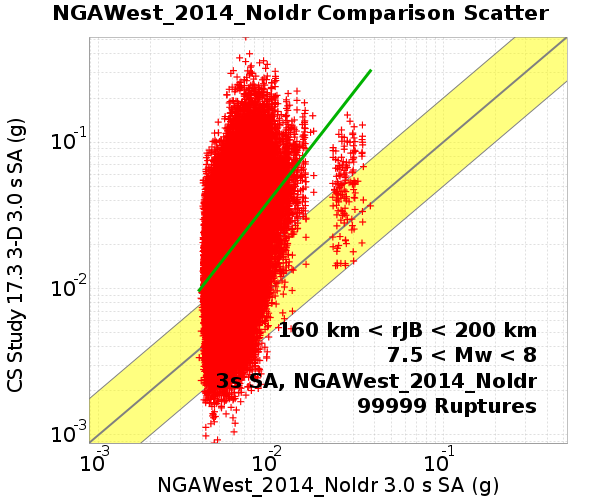 NGAWest_2014_NoIdr Comparison Scatter
CS Study 17.3 3-D 3.0 s SA (g)
10-1
10-2
10-3
160 km < rJB < 200 km
7.5 < Mw < 8
3s SA, NGAWest_2014_NoIdr
99999 Ruptures
10-3 10-2 10-1
NGAWest_2014_NoIdr 3.0 s SA (g)